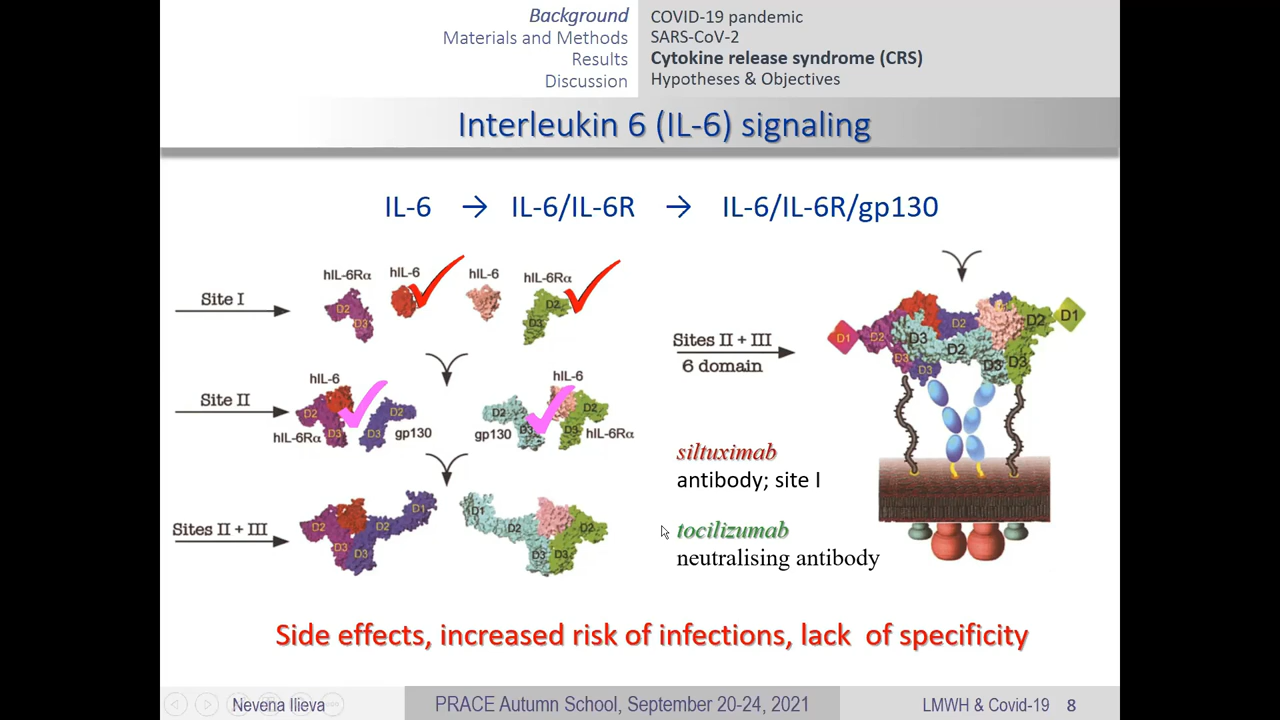 Background
Materials and Methods
Results
Discussion
COVID-19 pandemic
SARS-CoV-2
Cytokine release syndrome (CRS)
Hypotheses & Objectives
Interleukin 6 (IL-6) signaling
IL-6 → IL-6/IL-6R → IL-6/IL-6R/gp130
Site I
hIL-6Rα
hIL-6
hIL-6
hIL-6Rα
D2
D3
D2
D3
Site II
hIL-6
D2
D3
hIL-6Rα
D2
D3
gp130
hIL-6
D2
D3
gp130
D2
D3
hIL-6Rα
Sites II + III
D2
D3
D2
D1
D3
D1
D2
D3
D2
D3
Sites II + III
6 domain
D1
D2
D3
D3
D2
D3
D2
D3
D2
D3
D1
siltuximab
antibody; site I
tocilizumab
neutralising antibody
Side effects, increased risk of infections, lack of specificity
Nevena Ilieva
PRACE Autumn School, September 20-24, 2021
LMWH & Covid-19 8